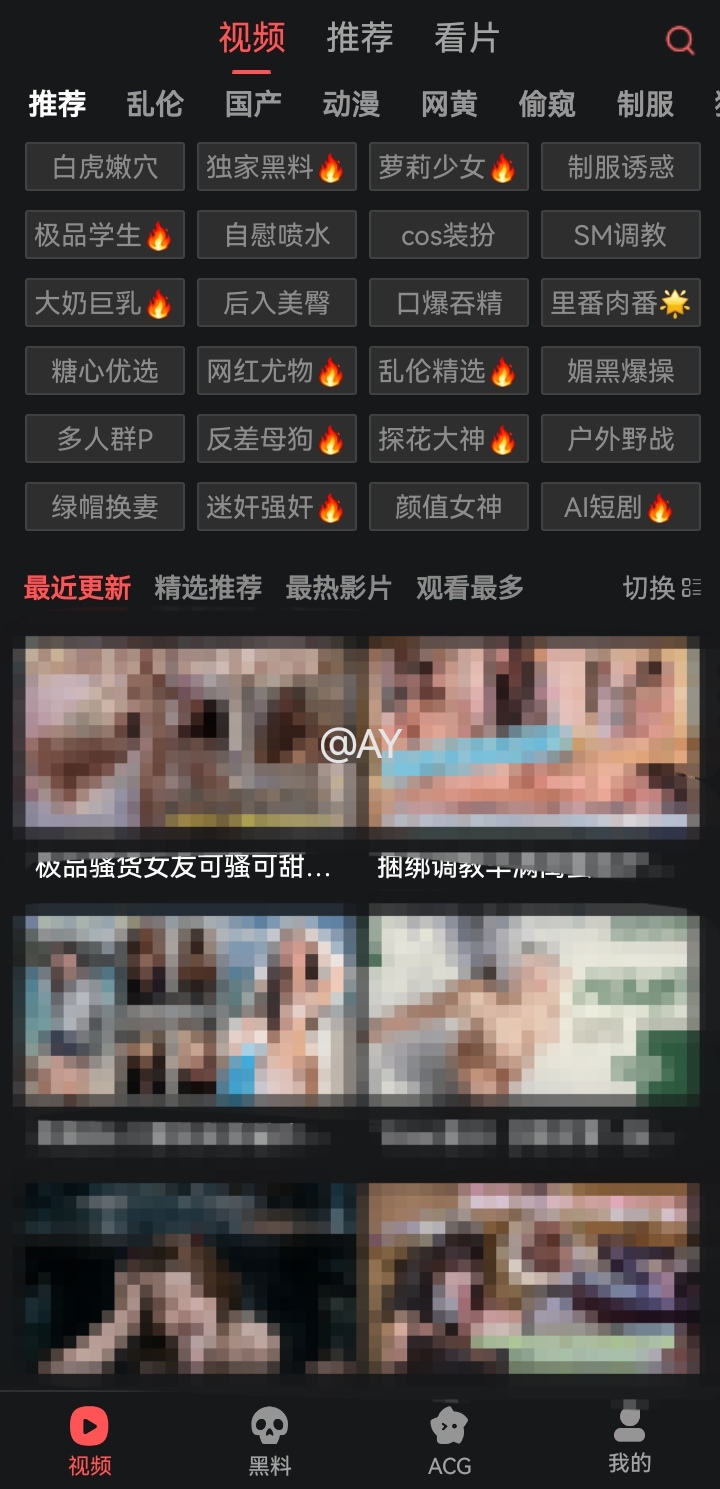 视频 推荐 看片
推荐 乱伦 国产 动漫 网黄 偷窥 制服
白虎嫩穴 独家黑料🔥 萝莉少女🔥 制服诱惑
极品学生🔥 自慰喷水 cos装扮 SM调教
大奶巨乳🔥 后入美臀 口爆吞精 里番肉番🌟
糖心优选 网红尤物🔥 乱伦精选🔥 媚黑爆操
多人群P 反差母狗🔥 探花大神🔥 户外野战
绿帽换妻 迷奸强奸🔥 颜值女神 AI短剧🔥
最近更新 精选推荐 最热影片 观看最多 切换
@AY
极品骚货女友可骚可甜... 捆绑调教
视频 黑料 ACG 我的